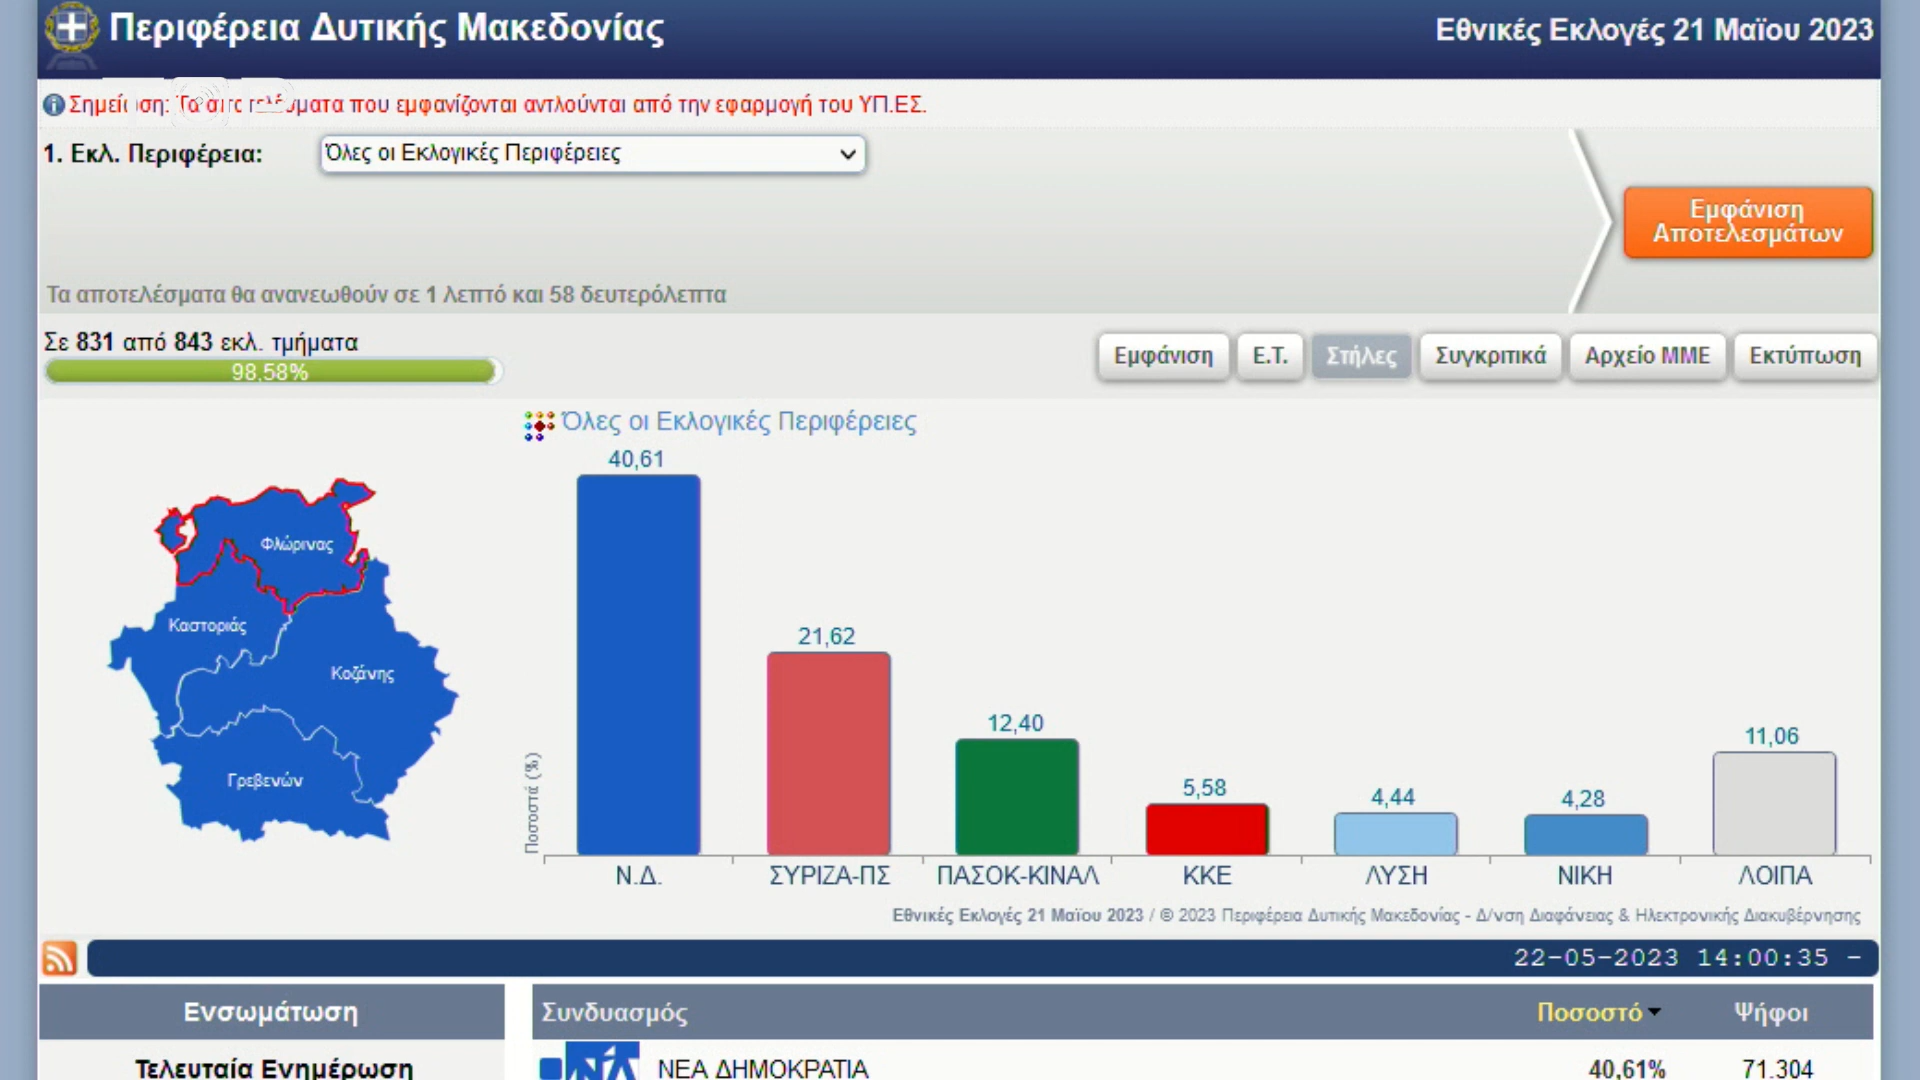 Περιφέρεια Δυτικής Μακεδονίας
Εθνικές Εκλογές 21 Μαϊου 2023
Σημείωση: Τα αποτελέσματα που εμφανίζονται αντλούνται από την εφαρμογή του ΥΠ.ΕΣ.
1. Εκλ. Περιφέρεια:
Όλες οι Εκλογικές Περιφέρειες
Εμφάνιση
Αποτελεσμάτων
Τα αποτελέσματα θα ανανεωθούν σε 1 λεπτό και 58 δευτερόλεπτα
Σε 831 από 843 εκλ. τμήματα
98,58%
Εμφάνιση
Ε.Τ.
Στήλες
Συγκριτικά
Αρχείο ΜΜΕ
Εκτύπωση
Όλες οι Εκλογικές Περιφέρειες
40,61
21,62
12,40
5,58
4,44
4,28
11,06
Φλώρινας
Καστοριάς
Κοζάνης
Γρεβενών
Ποσοστά (%)
Ν.Δ.
ΣΥΡΙΖΑ-ΠΣ
ΠΑΣΟΚ-ΚΙΝΑΛ
ΚΚΕ
ΛΥΣΗ
ΝΙΚΗ
ΛΟΙΠΑ
Εθνικές Εκλογές 21 Μαϊου 2023 / © 2023 Περιφέρεια Δυτικής Μακεδονίας - Δ/νση Διαφάνειας & Ηλεκτρονικής Διακυβέρνησης
22-05-2023 14:00:35 -
Ενσωμάτωση
Συνδυασμός
Ποσοστό
Ψήφοι
Τελευταία Ενημέρωση
ΝΕΑ ΔΗΜΟΚΡΑΤΙΑ
40,61%
71.304